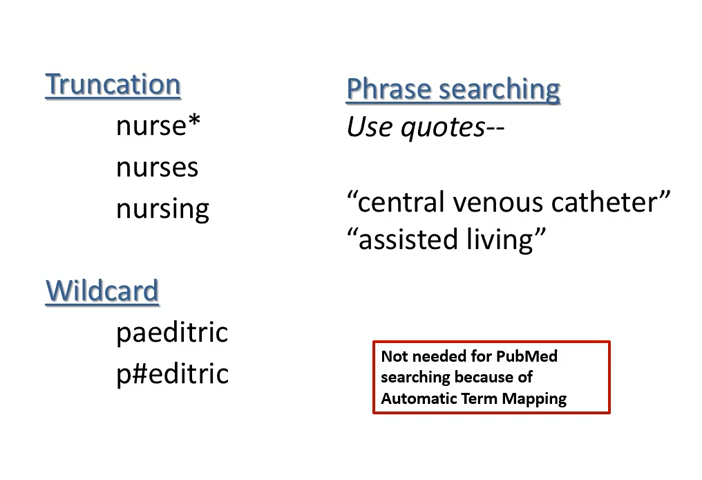 Truncation
nurse*
nurses
nursing
Wildcard
paeditric
p#editric
Phrase searching
Use quotes--
“central venous catheter”
“assisted living”
Not needed for PubMed
searching because of
Automatic Term Mapping